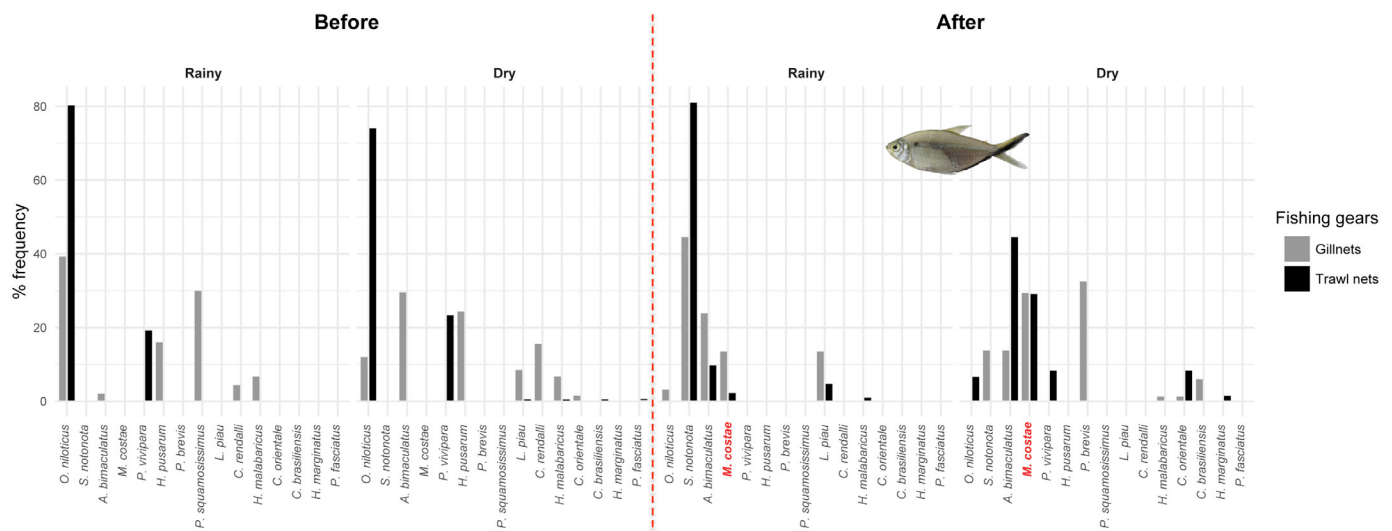 Before
After
Rainy
Dry
Rainy
Dry
% frequency
80
60
40
20
0
O. niloticus
S. notonota
A. bimaculatus
M. costae
P. vivipara
H. pusarum
P. brevis
P. squamosissimus
L. piau
C. rendalli
H. malabaricus
C. orientale
C. brasiliensis
H. marginatus
P. fasciatus
O. niloticus
S. notonota
A. bimaculatus
M. costae
P. vivipara
H. pusarum
P. brevis
P. squamosissimus
L. piau
C. rendalli
H. malabaricus
C. orientale
C. brasiliensis
H. marginatus
P. fasciatus
O. niloticus
S. notonota
A. bimaculatus
M. costae
P. vivipara
H. pusarum
P. brevis
P. squamosissimus
L. piau
C. rendalli
H. malabaricus
C. orientale
C. brasiliensis
H. marginatus
P. fasciatus
O. niloticus
S. notonota
A. bimaculatus
M. costae
P. vivipara
H. pusarum
P. brevis
P. squamosissimus
L. piau
C. rendalli
H. malabaricus
C. orientale
C. brasiliensis
H. marginatus
P. fasciatus
Fishing gears
Gillnets
Trawl nets